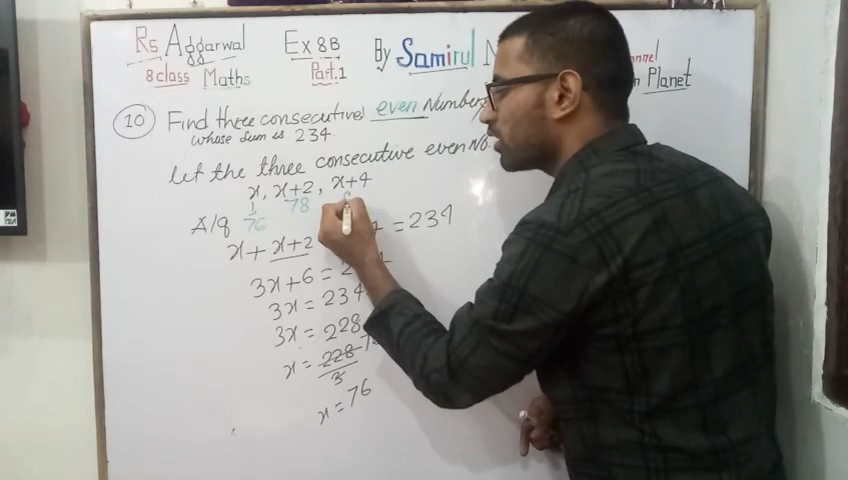 Rs Aggarwal Ex 8B By Samirul
8 class Maths Part.1 Planet
10 Find three consecutive even Numbers
whose sum is 234
Let the three consecutive even No
x, x+2, x+4
A/q 76 78
x + x+2 = 234
3x+6 =
3x = 234
3x = 228
x = 228
3
x = 76